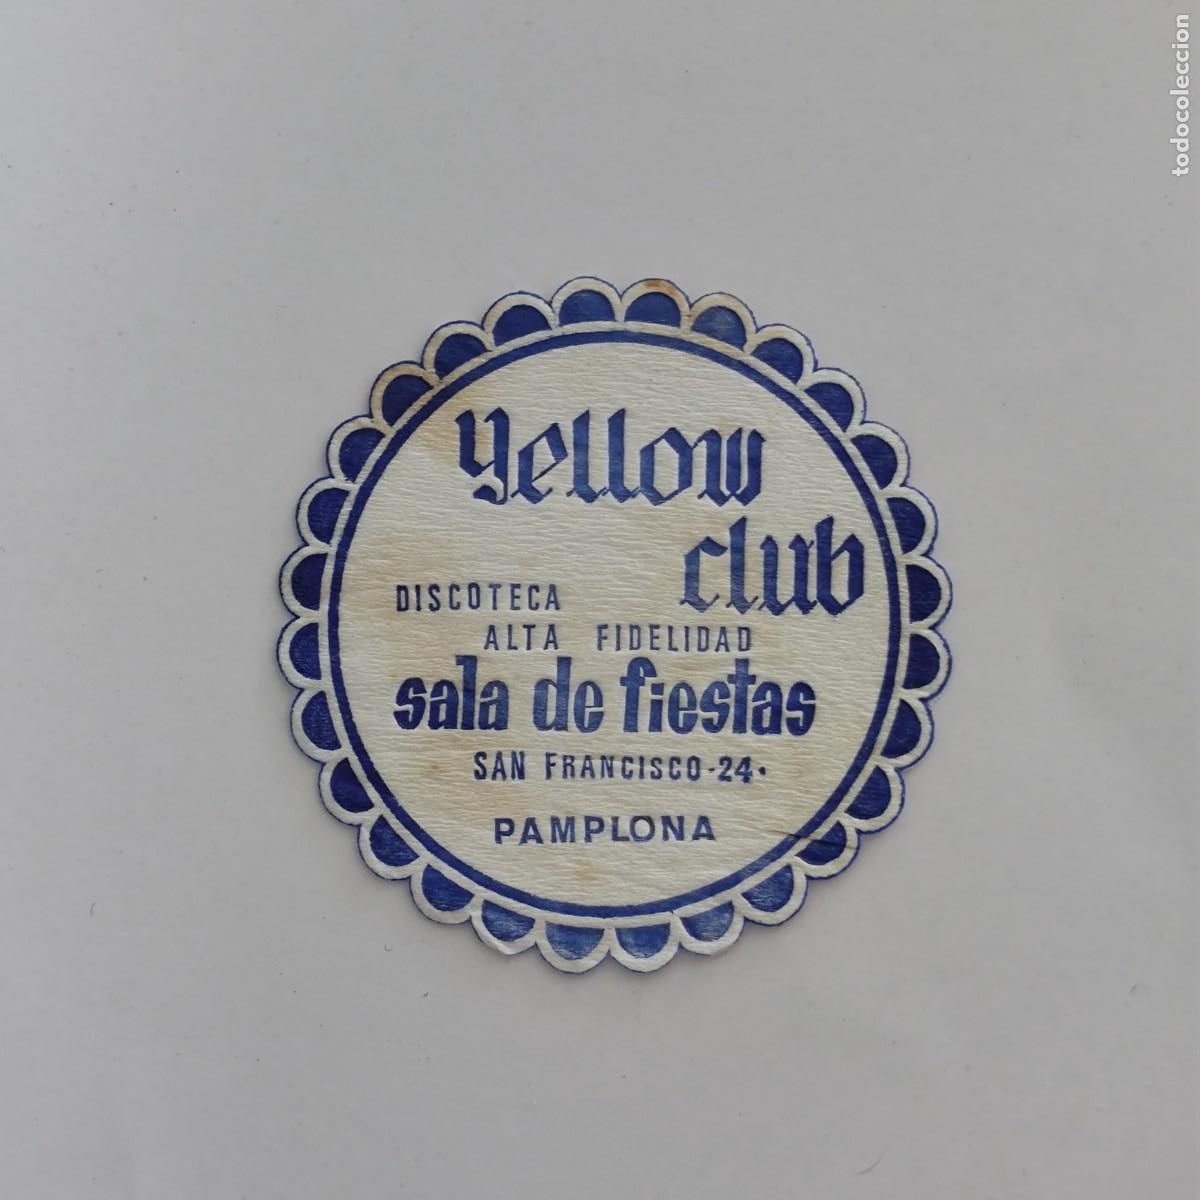 yellow
club
DISCOTECA
ALTA FIDELIDAD
sala de fiestas
SAN FRANCISCO-24.
PAMPLONA
todocoleccion